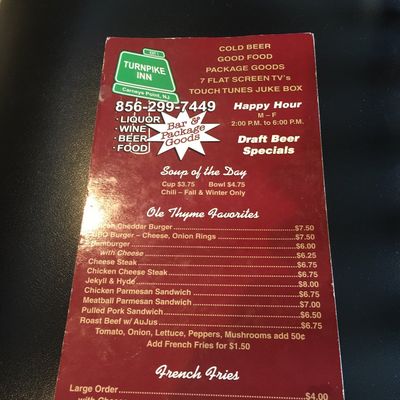 TURNPIKE
INN
Carneys Point, NJ
856-299-7449
· LIQUOR
· WINE
· BEER
· FOOD
Bar &
Package
Goods
COLD BEER
GOOD FOOD
PACKAGE GOODS
7 FLAT SCREEN TV's
TOUCH TUNES JUKE BOX
Happy Hour
M – F
2:00 P.M. to 6:00 P.M.
Draft Beer
Specials
Soup of the Day
Cup $3.75 Bowl $4.75
Chili – Fall & Winter Only
Ole Thyme Favorites
Cheddar Burger $7.50
Burger – Cheese, Onion Rings $7.50
Hamburger $6.00
with Cheese $6.25
Cheese Steak $6.75
Chicken Cheese Steak $6.75
Jekyll & Hyde $8.00
Chicken Parmesan Sandwich $6.75
Meatball Parmesan Sandwich $7.00
Pulled Pork Sandwich $6.50
Roast Beef w/ AuJus $6.75
Tomato, Onion, Lettuce, Peppers, Mushrooms add 50¢
Add French Fries for $1.50
French Fries
Large Order $4.00
with Cheese